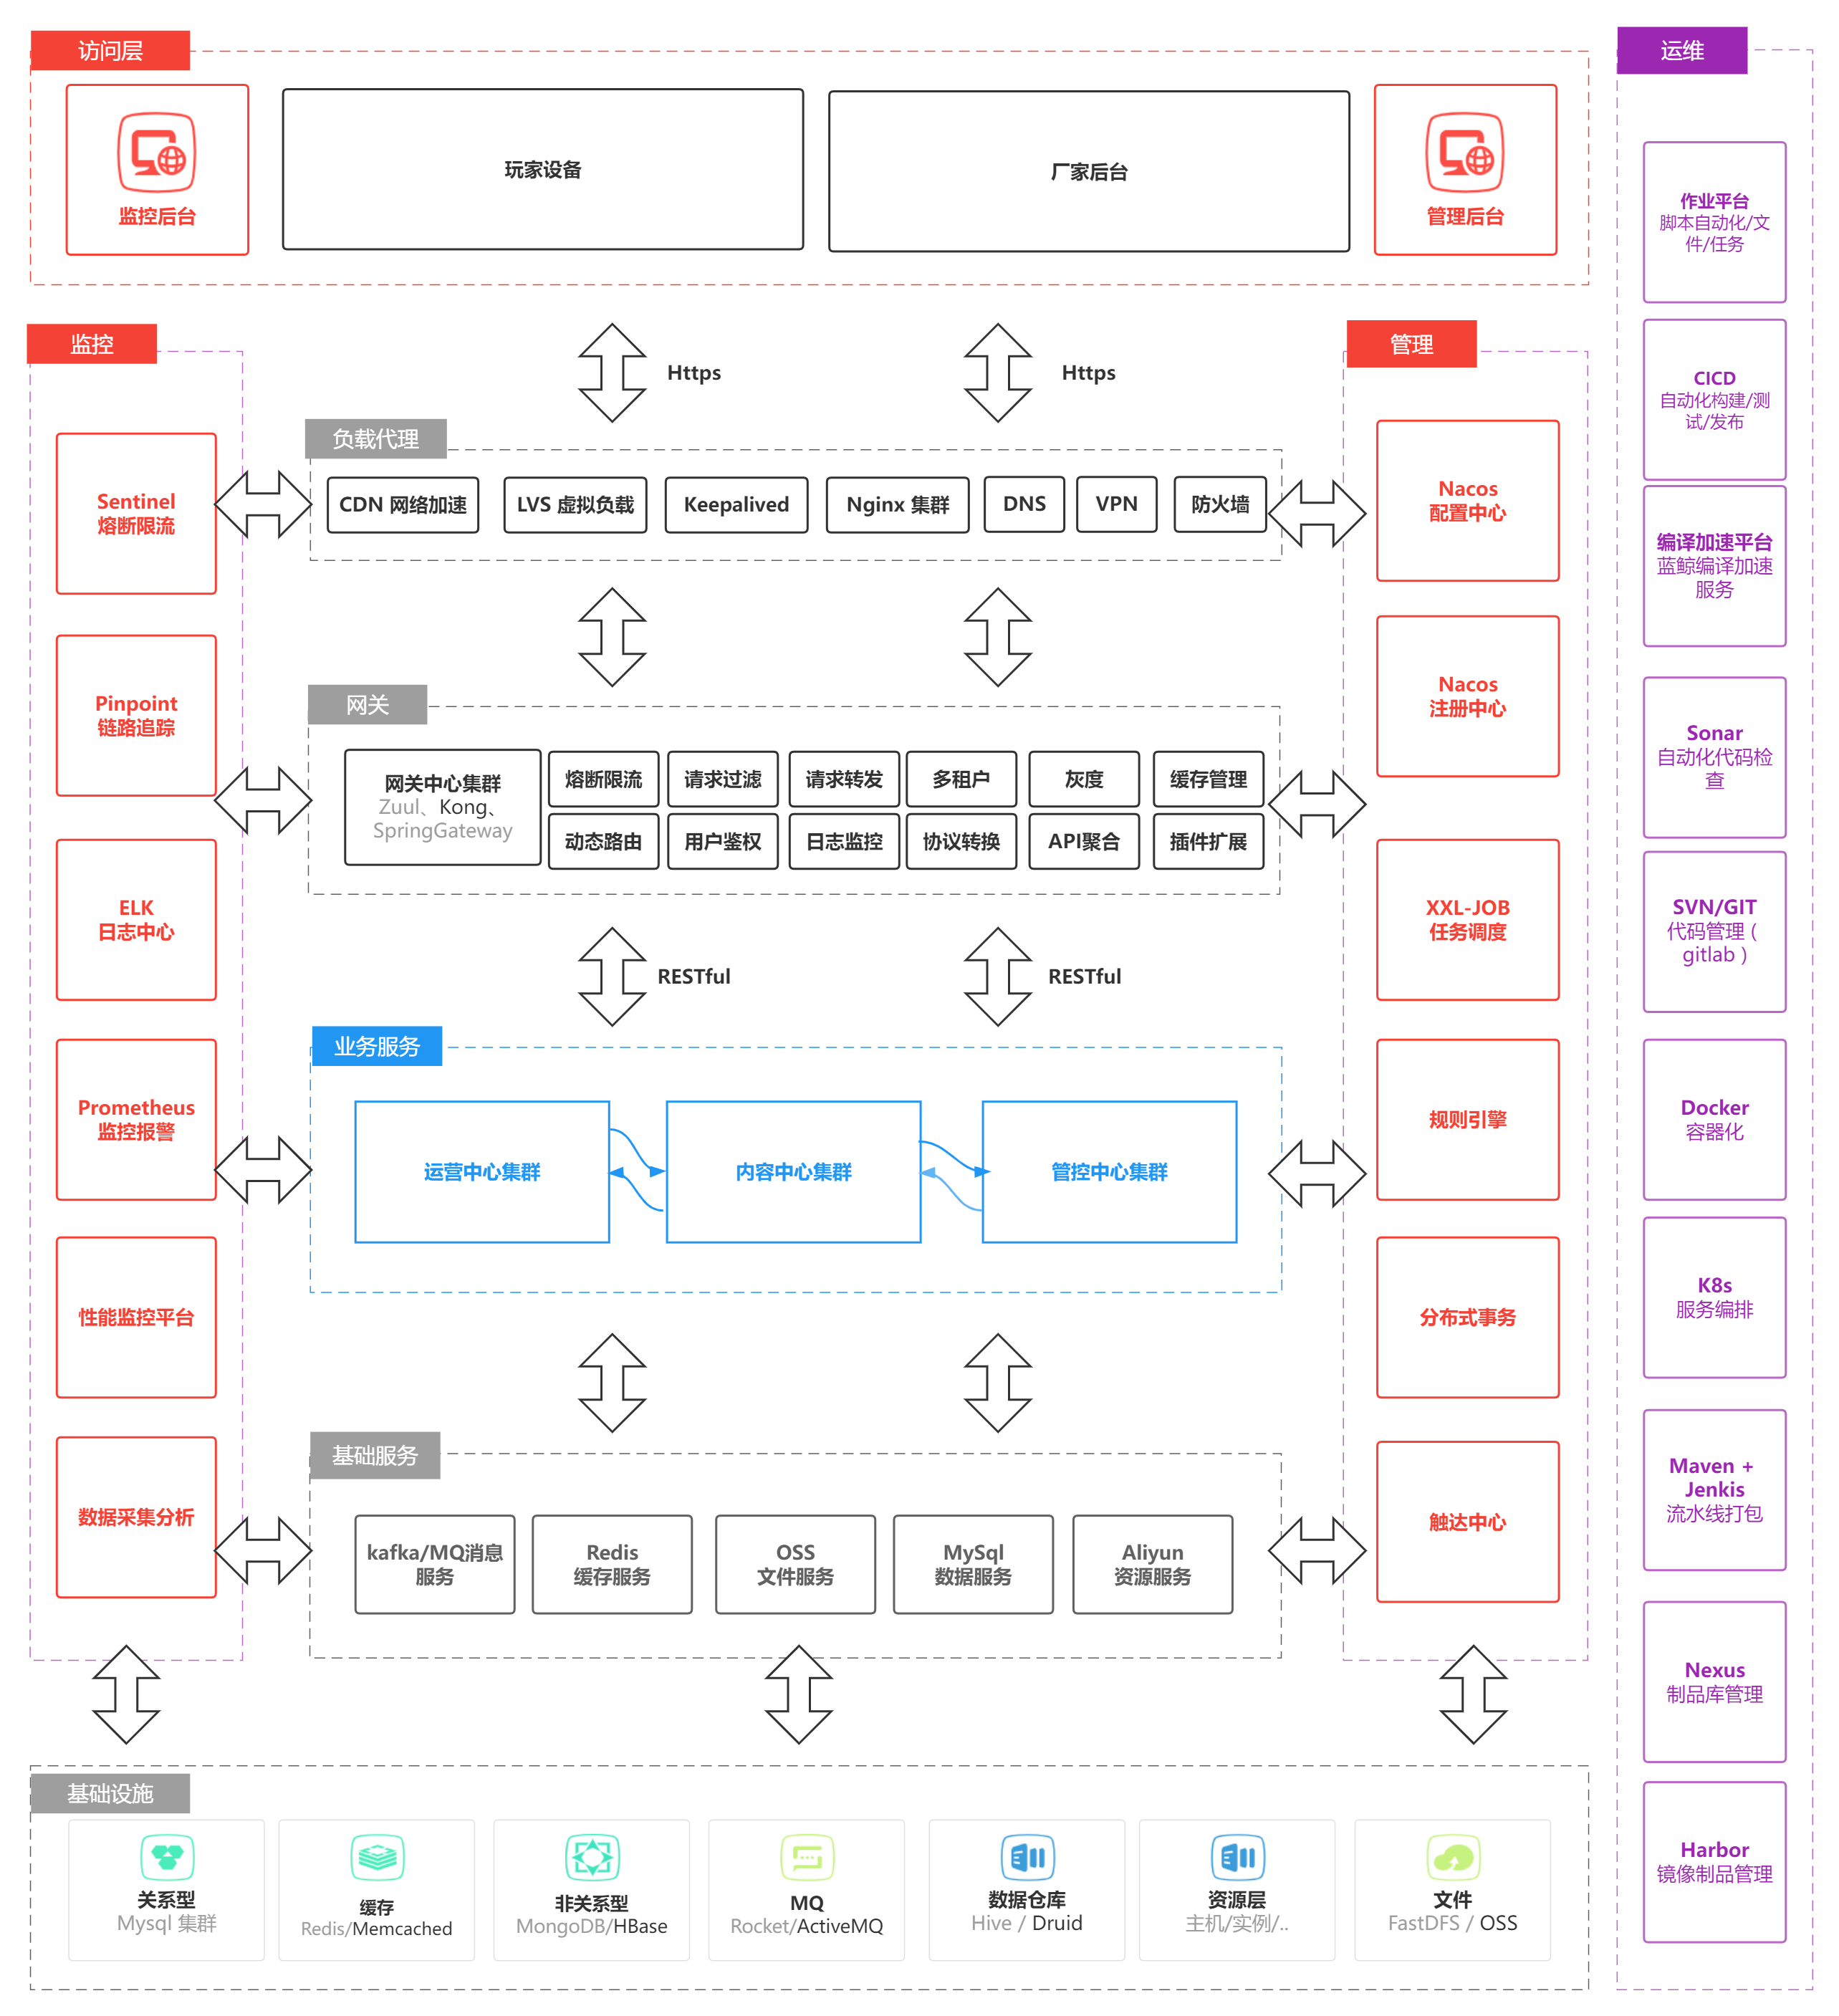 访问层
监控后台
玩家设备
厂家后台
管理后台
Https
Https
监控
Sentinel
熔断限流
Pinpoint
链路追踪
ELK
日志中心
Prometheus
监控报警
性能监控平台
数据采集分析
负载代理
CDN 网络加速
LVS 虚拟负载
Keepalived
Nginx 集群
DNS
VPN
防火墙
网关
网关中心集群
Zuul、Kong、
SpringGateway
熔断限流
请求过滤
请求转发
多租户
灰度
缓存管理
动态路由
用户鉴权
日志监控
协议转换
API聚合
插件扩展
RESTful
RESTful
业务服务
运营中心集群
内容中心集群
管控中心集群
基础服务
kafka/MQ消息
服务
Redis
缓存服务
OSS
文件服务
MySql
数据服务
Aliyun
资源服务
管理
Nacos
配置中心
Nacos
注册中心
XXL-JOB
任务调度
规则引擎
分布式事务
触达中心
基础设施
关系型
Mysql 集群
缓存
Redis/Memcached
非关系型
MongoDB/HBase
MQ
Rocket/ActiveMQ
数据仓库
Hive / Druid
资源层
主机/实例/..
文件
FastDFS / OSS
运维
作业平台
脚本自动化/文
件/任务
CICD
自动化构建/测
试/发布
编译加速平台
蓝鲸编译加速
服务
Sonar
自动化代码检
查
SVN/GIT
代码管理 (
gitlab )
Docker
容器化
K8s
服务编排
Maven +
Jenkis
流水线打包
Nexus
制品库管理
Harbor
镜像制品管理